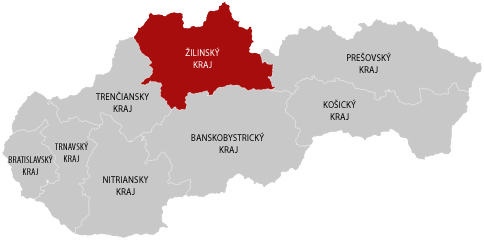 ŽILINSKÝ
KRAJ
PREŠOVSKÝ
KRAJ
TRENČIANSKY
KRAJ
KOŠICKÝ
KRAJ
BANSKOBYSTRICKÝ
KRAJ
TRNAVSKÝ
KRAJ
BRATISLAVSKÝ
KRAJ
NITRIANSKY
KRAJ